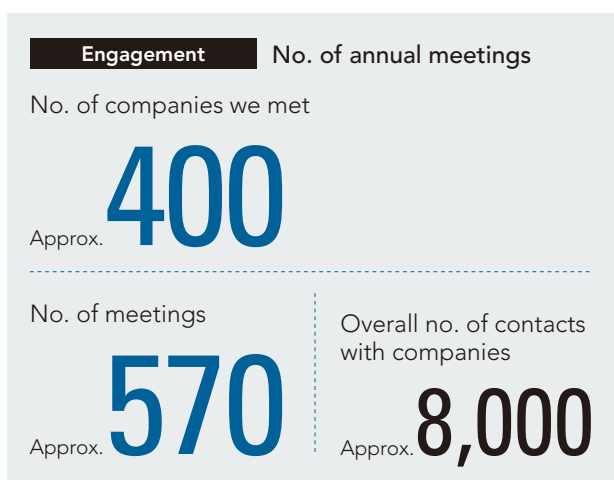 Engagement No. of annual meetings
No. of companies we met
Approx. 400
No. of meetings
Approx. 570
Overall no. of contacts
with companies
Approx. 8,000